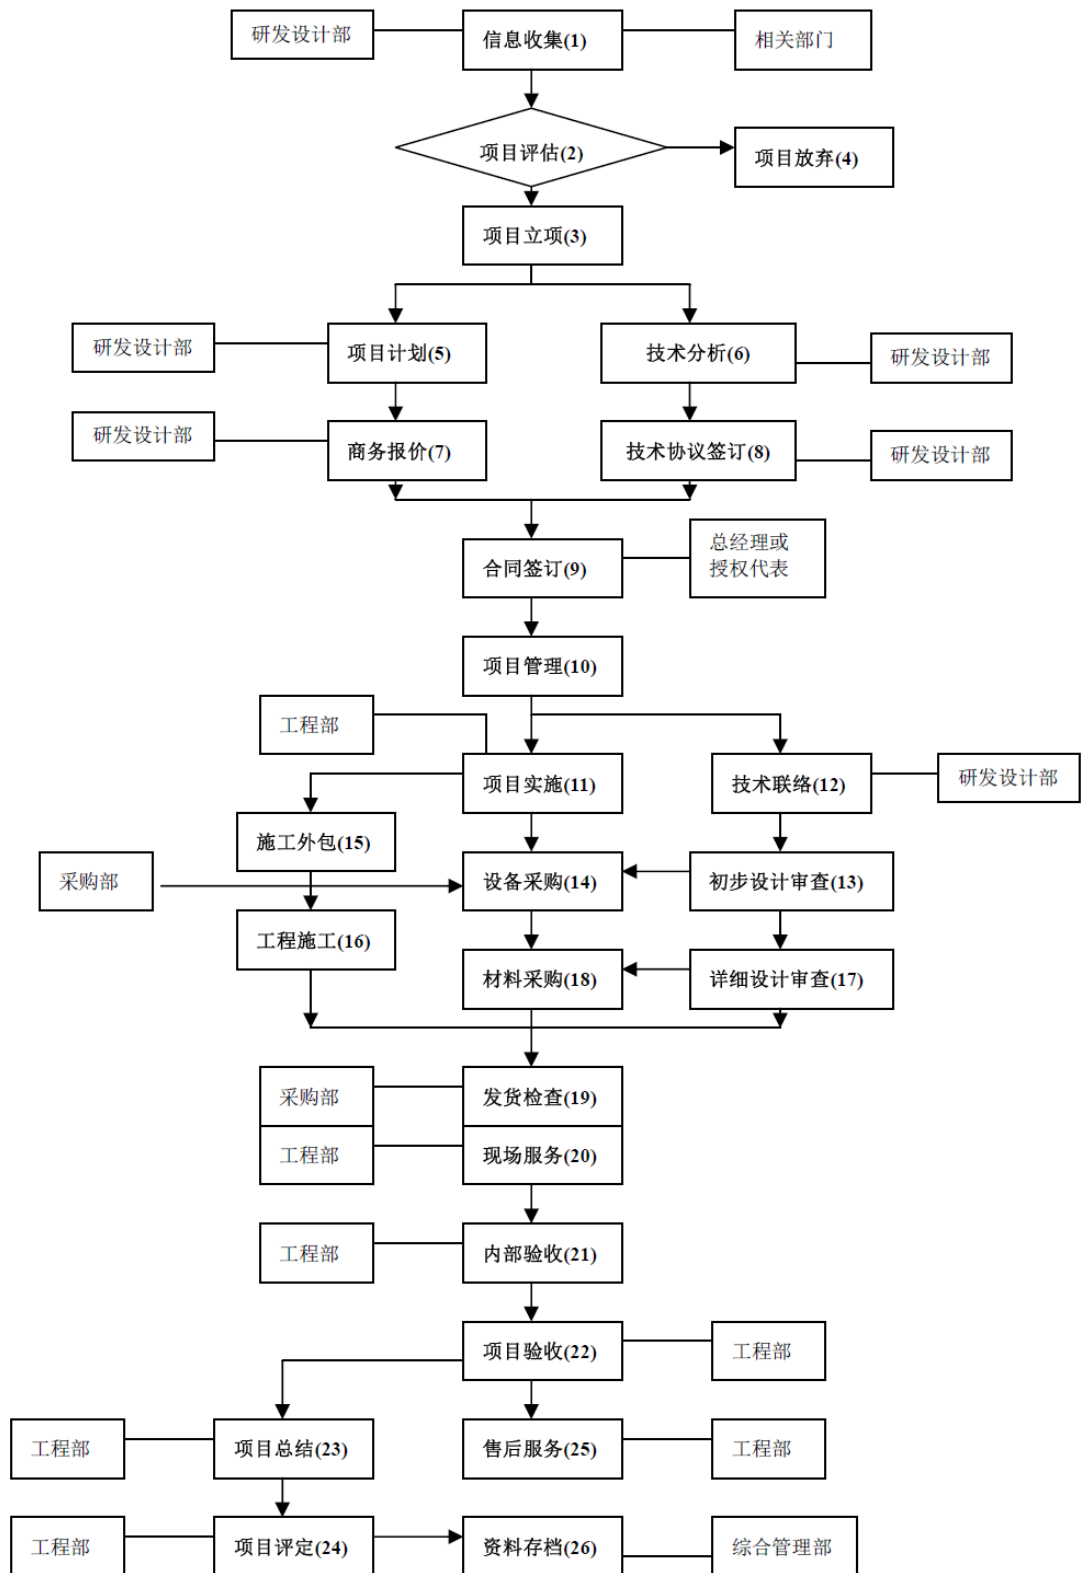 研发设计部
信息收集(1)
相关部门
项目评估(2)
项目放弃(4)
项目立项(3)
研发设计部
项目计划(5)
技术分析(6)
研发设计部
研发设计部
商务报价(7)
技术协议签订(8)
研发设计部
合同签订(9)
总经理或
授权代表
项目管理(10)
工程部
项目实施(11)
技术联络(12)
研发设计部
施工外包(15)
采购部
设备采购(14)
初步设计审查(13)
工程施工(16)
材料采购(18)
详细设计审查(17)
采购部
发货检查(19)
工程部
现场服务(20)
工程部
内部验收(21)
项目验收(22)
工程部
工程部
项目总结(23)
售后服务(25)
工程部
工程部
项目评定(24)
资料存档(26)
综合管理部